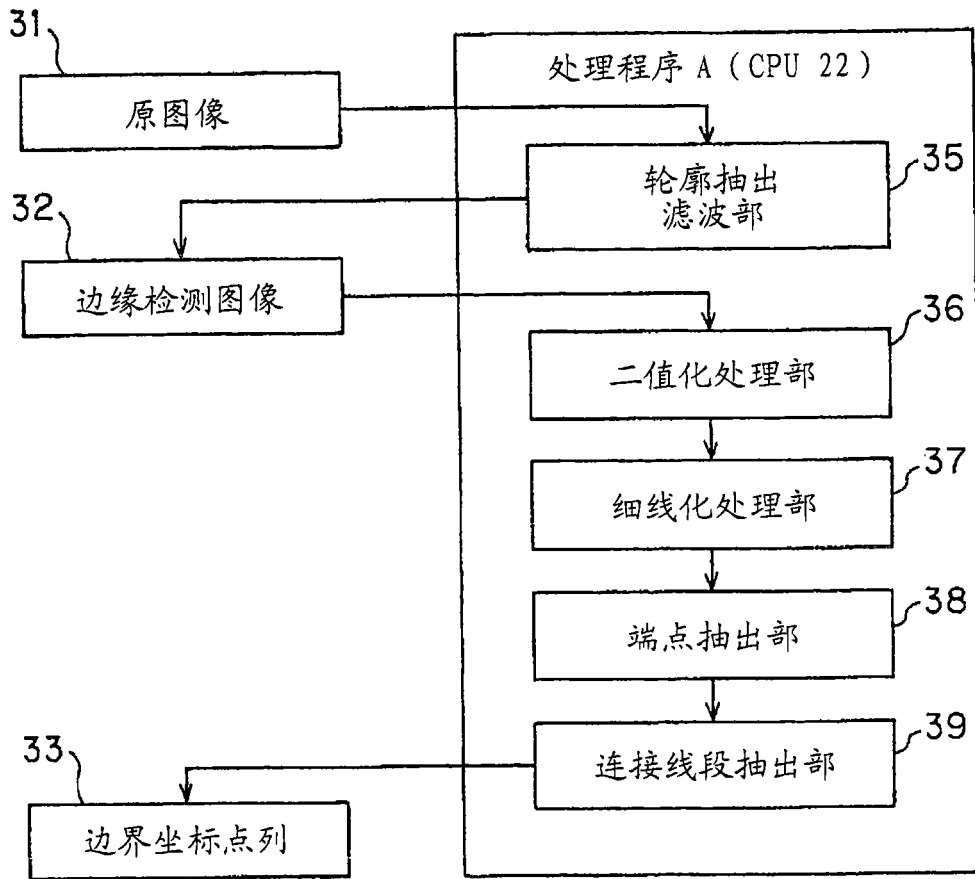 31
处理程序 A (CPU 22)
原图像
35
轮廓抽出
滤波部
32
边缘检测图像
36
二值化处理部
37
细线化处理部
38
端点抽出部
39
连接线段抽出部
33
边界坐标点列